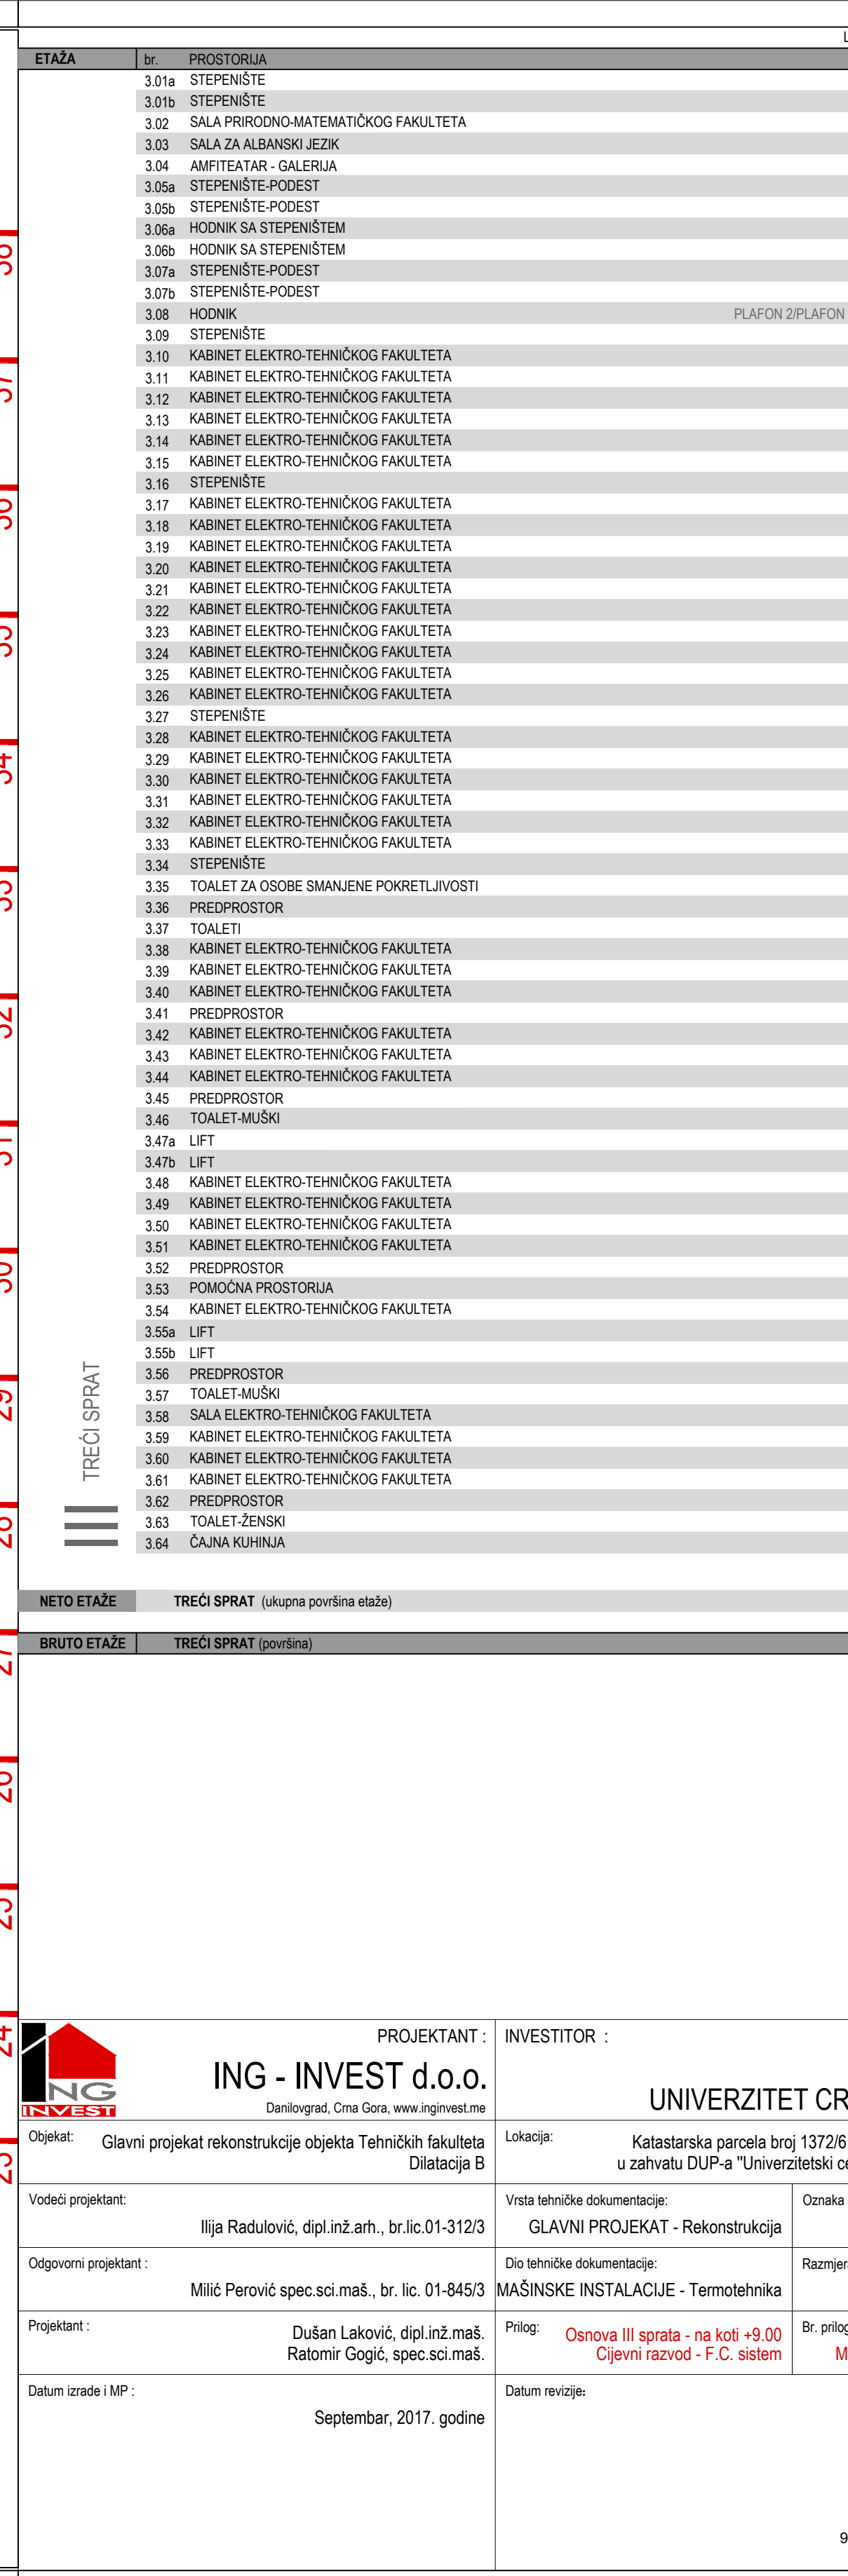 ETAŽA br. PROSTORIJA
3.01a STEPENIŠTE
3.01b STEPENIŠTE
3.02 SALA PRIRODNO-MATEMATIČKOG FAKULTETA
3.03 SALA ZA ALBANSKI JEZIK
3.04 AMFITEATAR - GALERIJA
3.05a STEPENIŠTE-PODEST
3.05b STEPENIŠTE-PODEST
3.06a HODNIK SA STEPENIŠTEM
3.06b HODNIK SA STEPENIŠTEM
3.07a STEPENIŠTE-PODEST
3.07b STEPENIŠTE-PODEST
3.08 HODNIK PLAFON 2/PLAFON
3.09 STEPENIŠTE
3.10 KABINET ELEKTRO-TEHNIČKOG FAKULTETA
3.11 KABINET ELEKTRO-TEHNIČKOG FAKULTETA
3.12 KABINET ELEKTRO-TEHNIČKOG FAKULTETA
3.13 KABINET ELEKTRO-TEHNIČKOG FAKULTETA
3.14 KABINET ELEKTRO-TEHNIČKOG FAKULTETA
3.15 KABINET ELEKTRO-TEHNIČKOG FAKULTETA
3.16 STEPENIŠTE
3.17 KABINET ELEKTRO-TEHNIČKOG FAKULTETA
3.18 KABINET ELEKTRO-TEHNIČKOG FAKULTETA
3.19 KABINET ELEKTRO-TEHNIČKOG FAKULTETA
3.20 KABINET ELEKTRO-TEHNIČKOG FAKULTETA
3.21 KABINET ELEKTRO-TEHNIČKOG FAKULTETA
3.22 KABINET ELEKTRO-TEHNIČKOG FAKULTETA
3.23 KABINET ELEKTRO-TEHNIČKOG FAKULTETA
3.24 KABINET ELEKTRO-TEHNIČKOG FAKULTETA
3.25 KABINET ELEKTRO-TEHNIČKOG FAKULTETA
3.26 KABINET ELEKTRO-TEHNIČKOG FAKULTETA
3.27 STEPENIŠTE
3.28 KABINET ELEKTRO-TEHNIČKOG FAKULTETA
3.29 KABINET ELEKTRO-TEHNIČKOG FAKULTETA
3.30 KABINET ELEKTRO-TEHNIČKOG FAKULTETA
3.31 KABINET ELEKTRO-TEHNIČKOG FAKULTETA
3.32 KABINET ELEKTRO-TEHNIČKOG FAKULTETA
3.33 KABINET ELEKTRO-TEHNIČKOG FAKULTETA
3.34 STEPENIŠTE
3.35 TOALET ZA OSOBE SMANJENE POKRETLJIVOSTI
3.36 PREDPROSTOR
3.37 TOALETI
3.38 KABINET ELEKTRO-TEHNIČKOG FAKULTETA
3.39 KABINET ELEKTRO-TEHNIČKOG FAKULTETA
3.40 KABINET ELEKTRO-TEHNIČKOG FAKULTETA
3.41 PREDPROSTOR
3.42 KABINET ELEKTRO-TEHNIČKOG FAKULTETA
3.43 KABINET ELEKTRO-TEHNIČKOG FAKULTETA
3.44 KABINET ELEKTRO-TEHNIČKOG FAKULTETA
3.45 PREDPROSTOR
3.46 TOALET-MUŠKI
3.47a LIFT
3.47b LIFT
3.48 KABINET ELEKTRO-TEHNIČKOG FAKULTETA
3.49 KABINET ELEKTRO-TEHNIČKOG FAKULTETA
3.50 KABINET ELEKTRO-TEHNIČKOG FAKULTETA
3.51 KABINET ELEKTRO-TEHNIČKOG FAKULTETA
3.52 PREDPROSTOR
3.53 POMOĆNA PROSTORIJA
3.54 KABINET ELEKTRO-TEHNIČKOG FAKULTETA
3.55a LIFT
3.55b LIFT
3.56 PREDPROSTOR
3.57 TOALET-MUŠKI
3.58 SALA ELEKTRO-TEHNIČKOG FAKULTETA
3.59 KABINET ELEKTRO-TEHNIČKOG FAKULTETA
3.60 KABINET ELEKTRO-TEHNIČKOG FAKULTETA
3.61 KABINET ELEKTRO-TEHNIČKOG FAKULTETA
3.62 PREDPROSTOR
3.63 TOALET-ŽENSKI
3.64 ČAJNA KUHINJA
III TREĆI SPRAT
NETO ETAŽE TREĆI SPRAT (ukupna površina etaže)
BRUTO ETAŽE TREĆI SPRAT (površina)
ING INVEST
PROJEKTANT :
ING - INVEST d.o.o.
Danilovgrad, Crna Gora, www.inginvest.me
INVESTITOR :
UNIVERZITET CR
Objekat: Glavni projekat rekonstrukcije objekta Tehničkih fakulteta
Dilatacija B
Lokacija: Katastarska parcela broj 1372/6
u zahvatu DUP-a "Univerzitetski ce
Vodeći projektant:
Ilija Radulović, dipl.inž.arh., br.lic.01-312/3
Vrsta tehničke dokumentacije:
GLAVNI PROJEKAT - Rekonstrukcija
Oznaka
Odgovorni projektant :
Milić Perović spec.sci.maš., br. lic. 01-845/3
Dio tehničke dokumentacije:
MAŠINSKE INSTALACIJE - Termotehnika
Razmjer
Projektant :
Dušan Laković, dipl.inž.maš.
Ratomir Gogić, spec.sci.maš.
Prilog: Osnova III sprata - na koti +9.00
Cijevni razvod - F.C. sistem
Br. prilog
M
Datum izrade i MP :
Septembar, 2017. godine
Datum revizije:
9